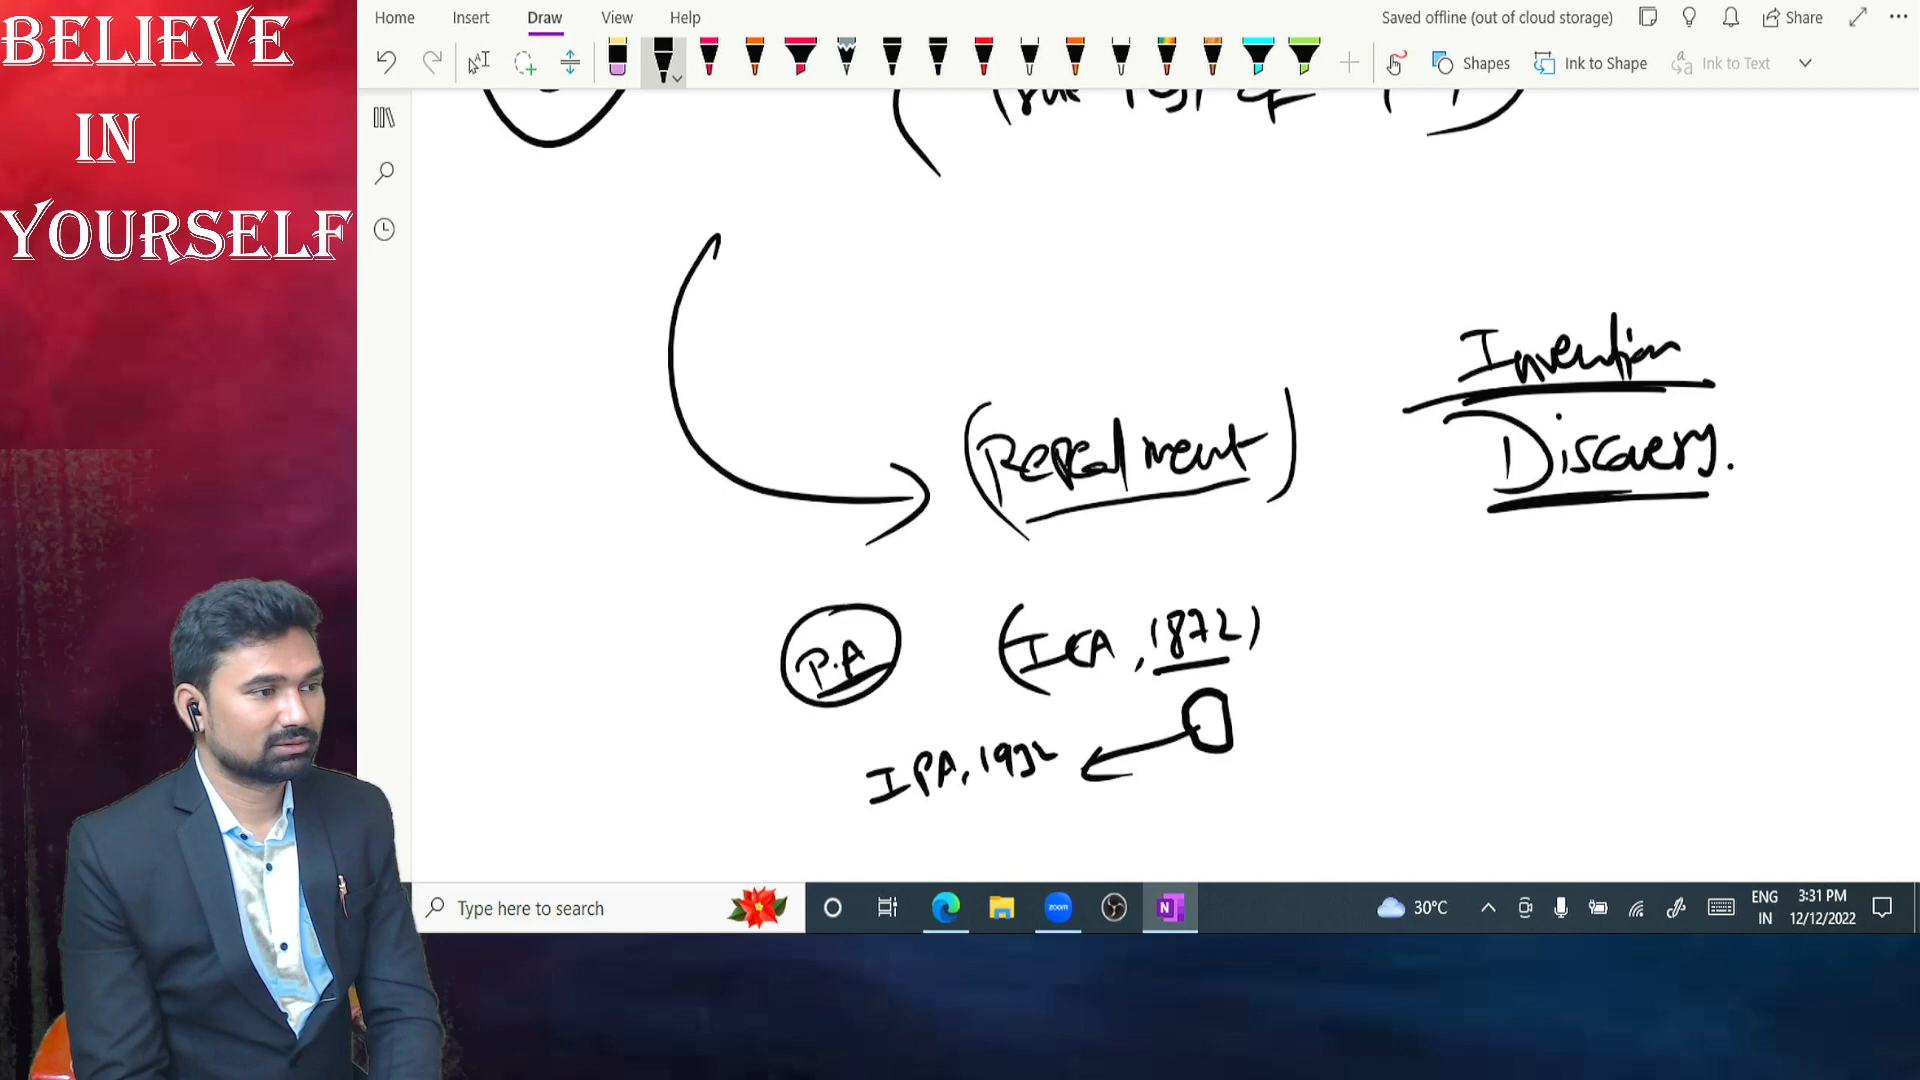 BELIEVE
IN
YOURSELF
Home Insert Draw View Help
Saved offline (out of cloud storage)
Share
Shapes
Ink to Shape
Ink to Text
Invention
Discovery.
(Repealment)
P.A
(ICA, 1872)
IPA, 1932
Type here to search
zoom
N
30°C
ENG
IN
3:31 PM
12/12/2022